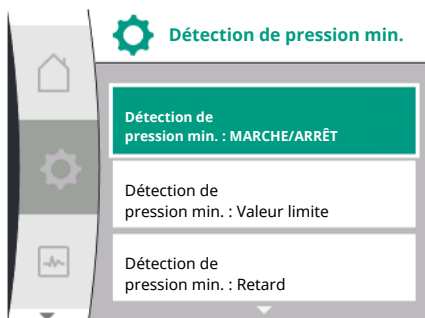 Détection de pression min.
Détection de
pression min. : MARCHE/ARRÊT
Détection de
pression min. : Valeur limite
Détection de
pression min. : Retard